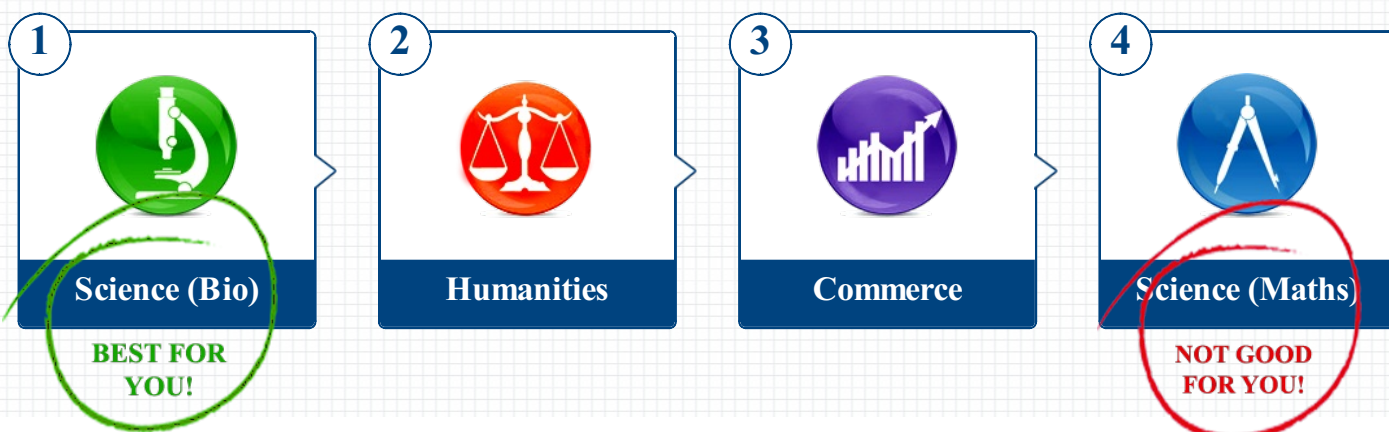 1
2
3
4
Science (Bio)
Humanities
Commerce
Science (Maths)
BEST FOR
YOU!
NOT GOOD
FOR YOU!